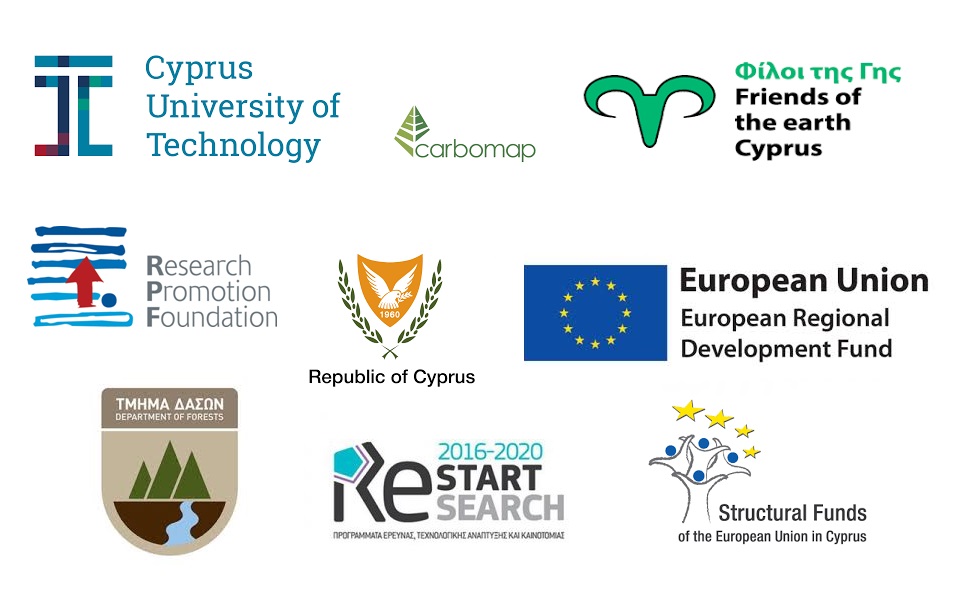 Cyprus
University of
Technology
carbomap
Φίλοι της Γης
Friends of
the earth
Cyprus
Research
Promotion
Foundation
1960
Republic of Cyprus
European Union
European Regional
Development Fund
ΤΜΗΜΑ ΔΑΣΩΝ
DEPARTMENT OF FORESTS
2016-2020
Re START
SEARCH
ΠΡΟΓΡΑΜΜΑΤΑ ΕΡΕΥΝΑΣ, ΤΕΧΝΟΛΟΓΙΚΗΣ ΑΝΑΠΤΥΞΗΣ ΚΑΙ ΚΑΙΝΟΤΟΜΙΑΣ
Structural Funds
of the European Union in Cyprus